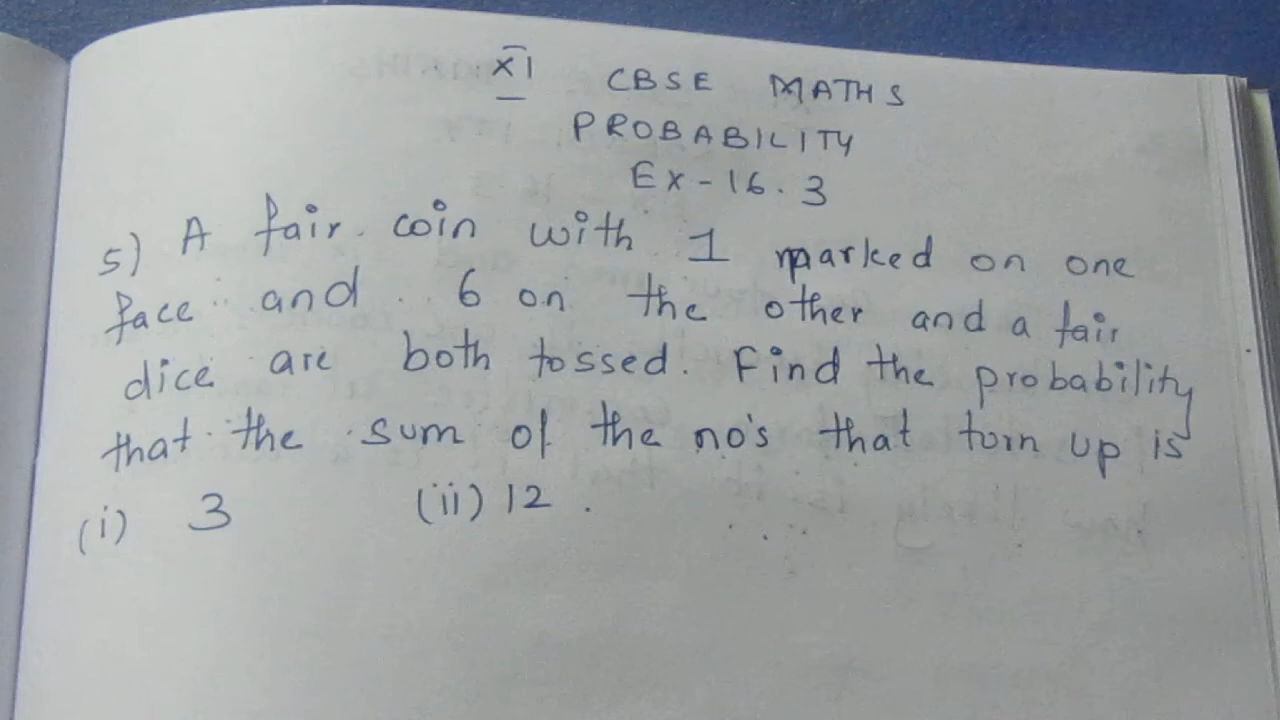 XI CBSE MATHS
PROBABILITY
EX-16.3
5) A fair coin with 1 marked on one
face and 6 on the other and a fair
dice are both tossed. Find the probability
that the sum of the no's that turn up is
(i) 3 (ii) 12.